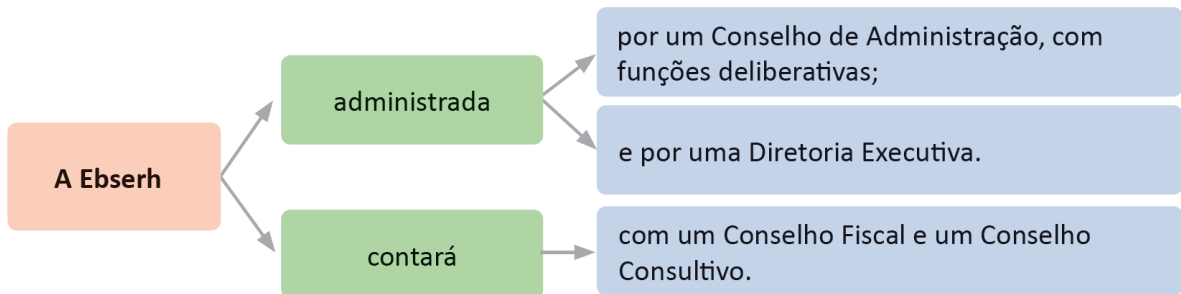 A Ebserh
administrada
por um Conselho de Administração, com
funções deliberativas;
e por uma Diretoria Executiva.
contará
com um Conselho Fiscal e um Conselho
Consultivo.